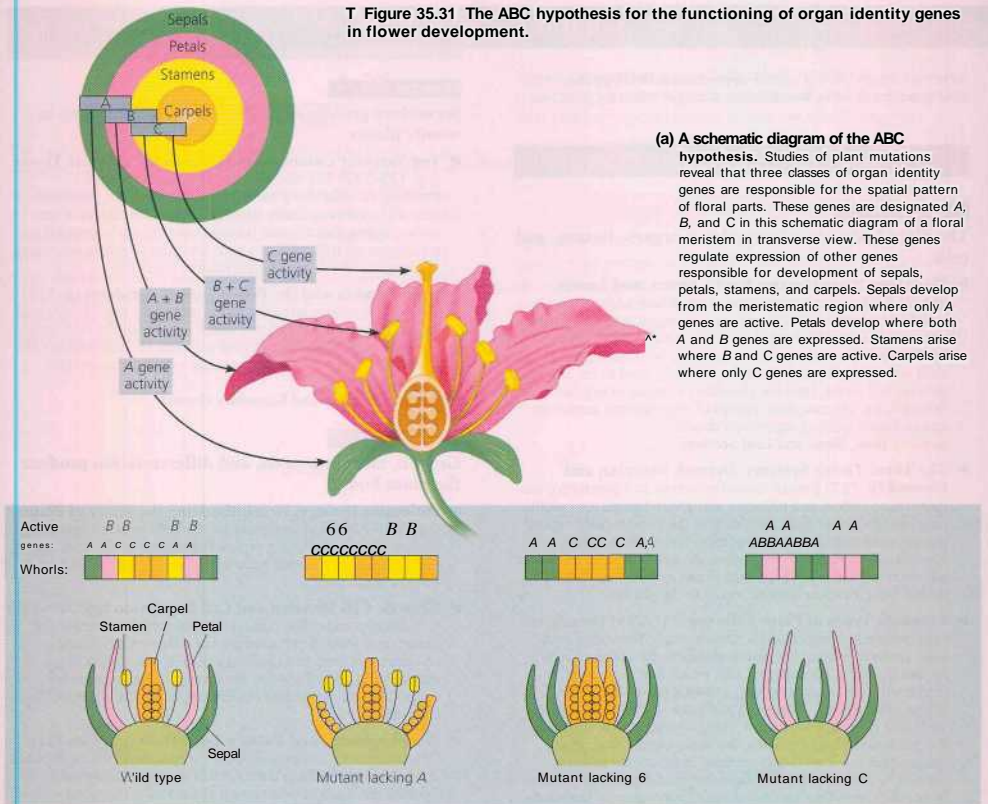 T Figure 35.31 The ABC hypothesis for the functioning of organ identity genes
in flower development.
Sepals
Petals
Stamens
Carpels
A
B
C
(a) A schematic diagram of the ABC
hypothesis. Studies of plant mutations
reveal that three classes of organ identity
genes are responsible for the spatial pattern
of floral parts. These genes are designated A,
B, and C in this schematic diagram of a floral
meristem in transverse view. These genes
regulate expression of other genes
responsible for development of sepals,
petals, stamens, and carpels. Sepals develop
from the meristematic region where only A
genes are active. Petals develop where both
^* A and B genes are expressed. Stamens arise
where B and C genes are active. Carpels arise
where only C genes are expressed.
C gene
activity
B + C
gene
activity
A + B
gene
activity
A gene
activity
Active
genes:
Whorls:
B B B B
A A C C C C A A
66 B B
CCCCCCCC
A A C CC C A,
A A A A
ABBAABBA
Carpel
Stamen
Petal
Sepal
Wild type
Mutant lacking A
Mutant lacking 6
Mutant lacking C